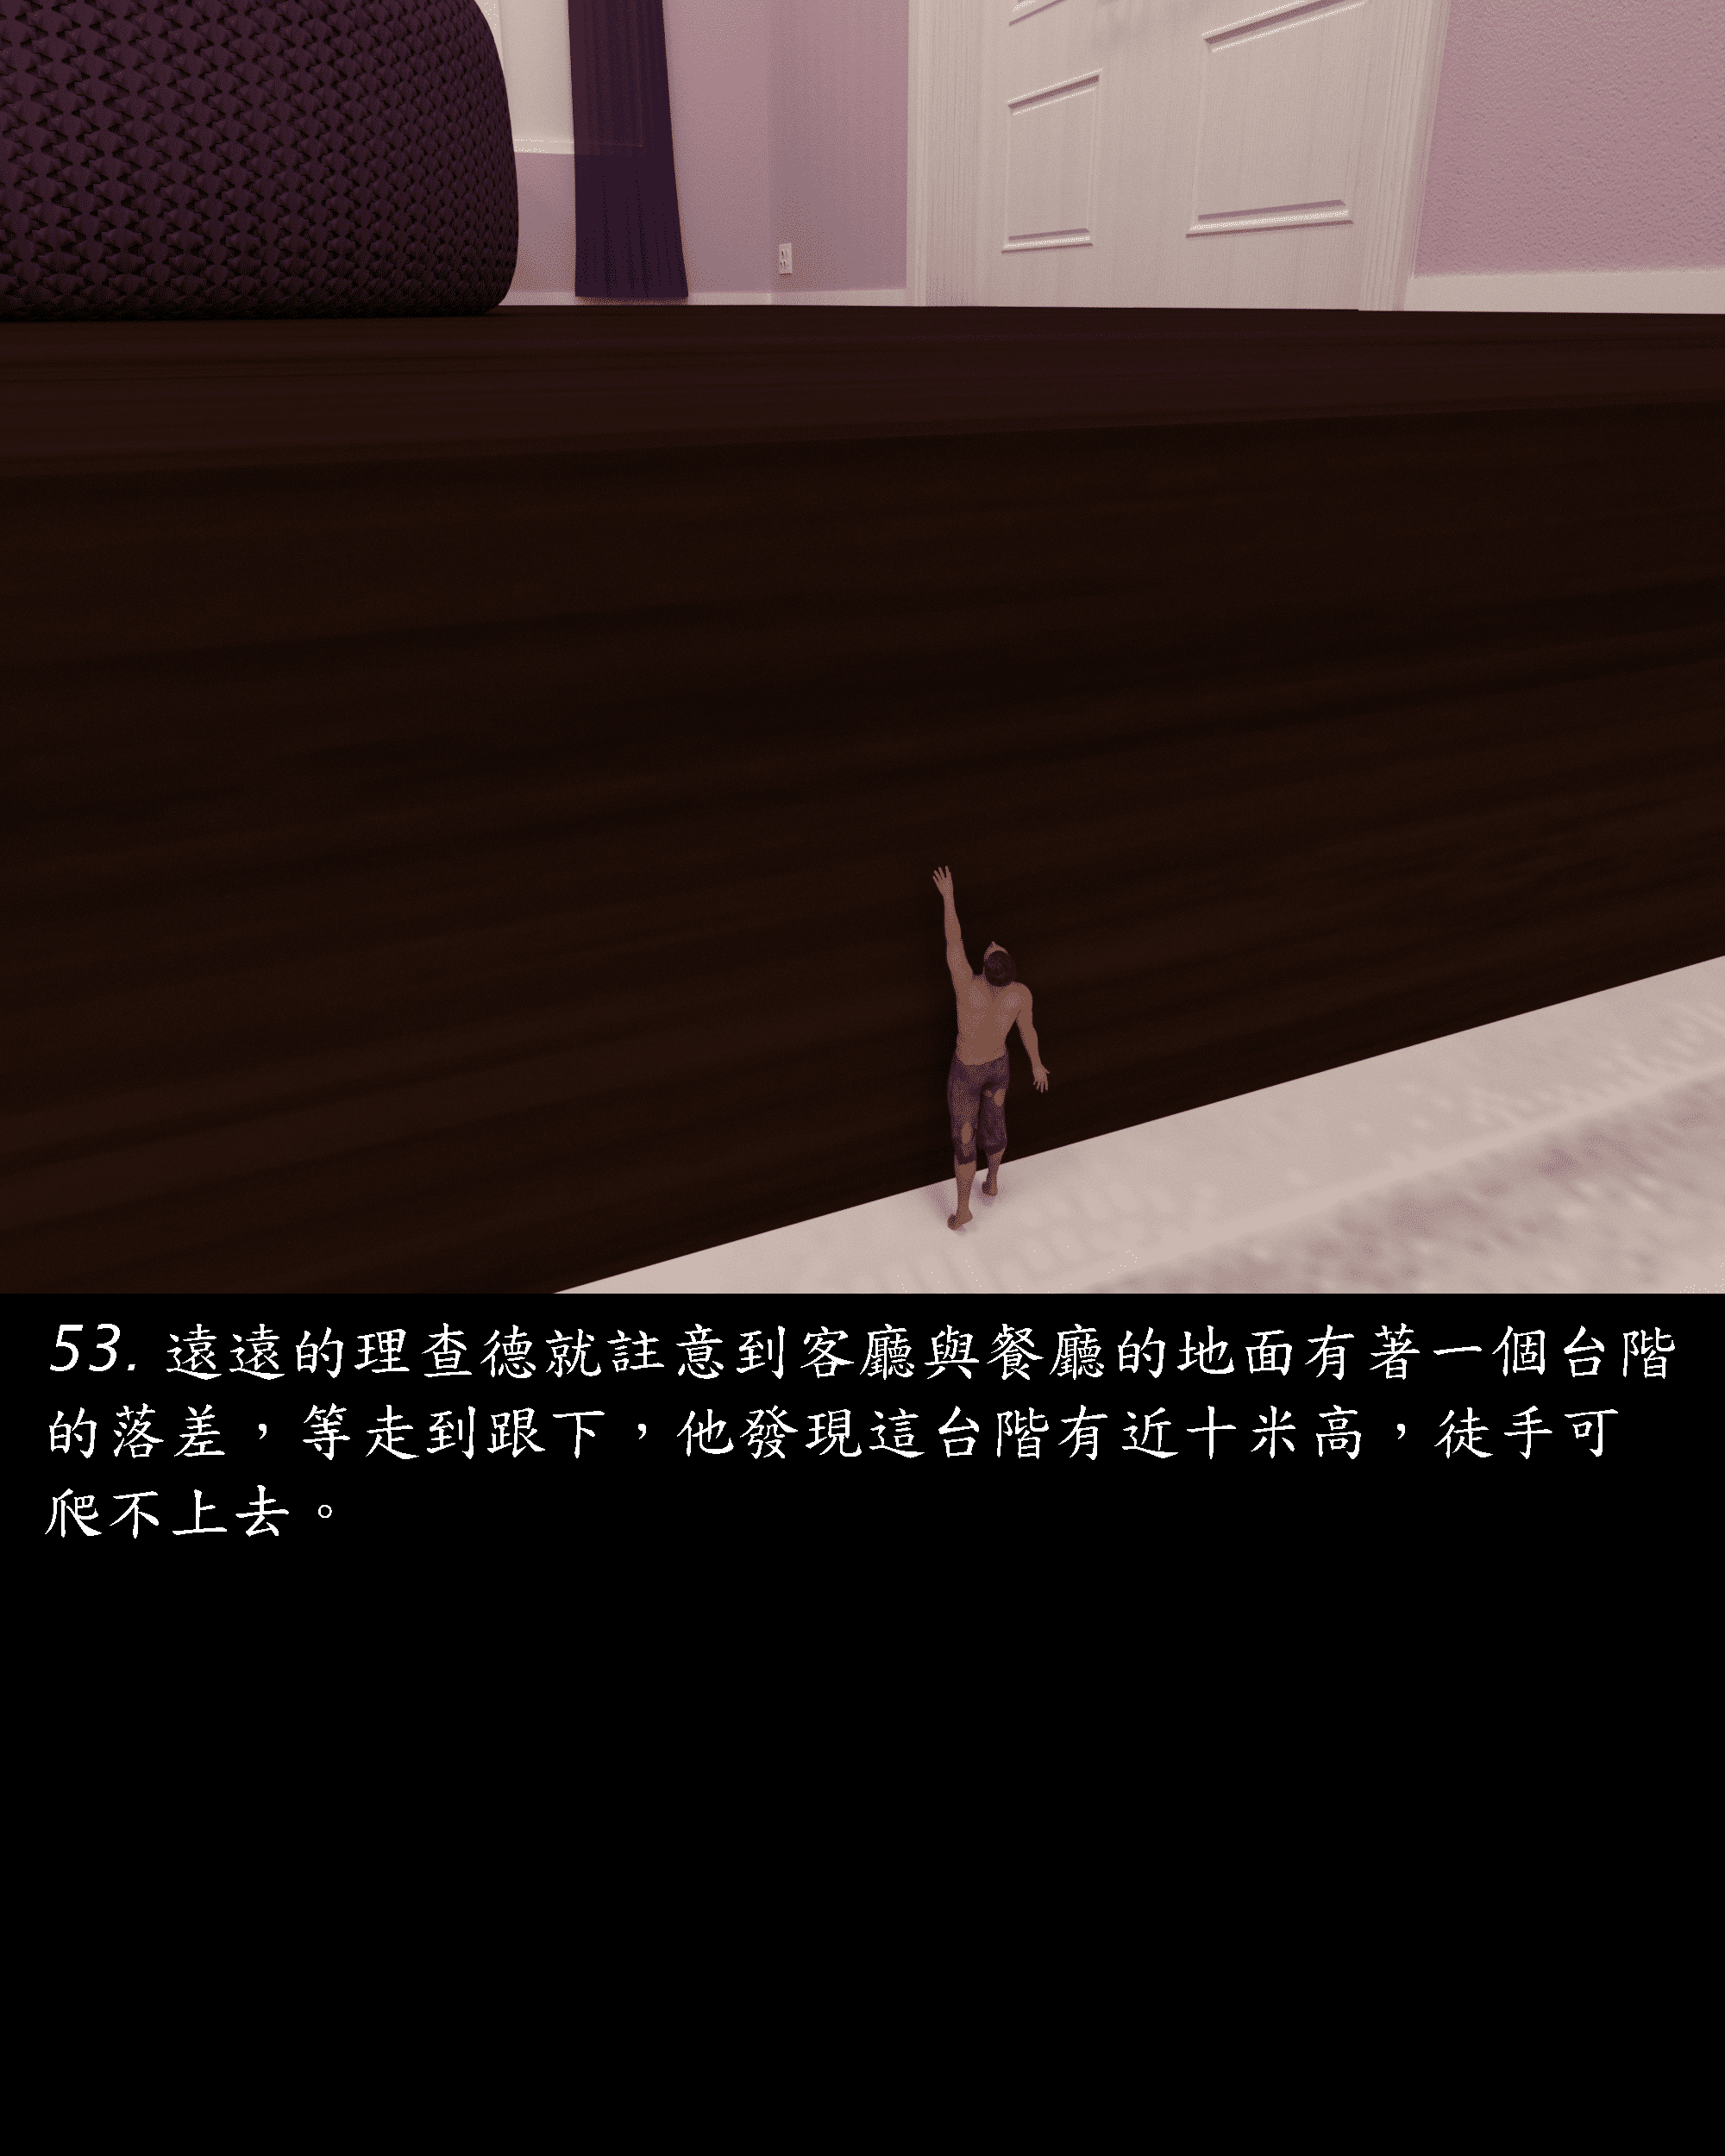 53. 遠遠的理查德就註意到客廳與餐廳的地面有著一個台階
的落差，等走到跟下，他發現這台階有近十米高，徒手可
爬不上去。